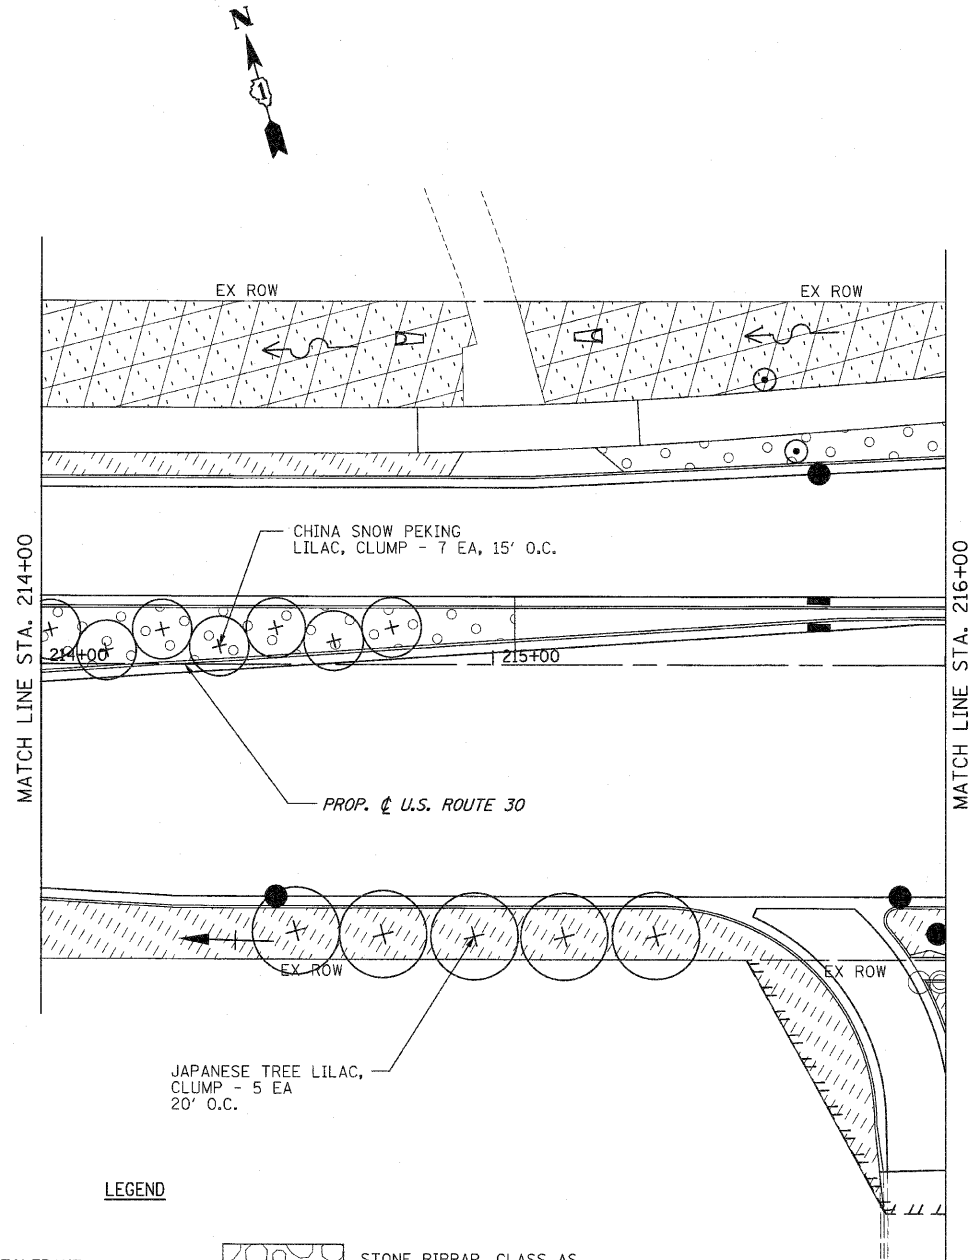 N
EX ROW
EX ROW
CHINA SNOW PEKING
LILAC, CLUMP - 7 EA, 15' O.C.
MATCH LINE STA. 214+00
MATCH LINE STA. 216+00
214+00
215+00
PROP. ℄ U.S. ROUTE 30
EX ROW
EX ROW
JAPANESE TREE LILAC,
CLUMP - 5 EA
20' O.C.
LEGEND
STONE RIPRAP, CLASS AS